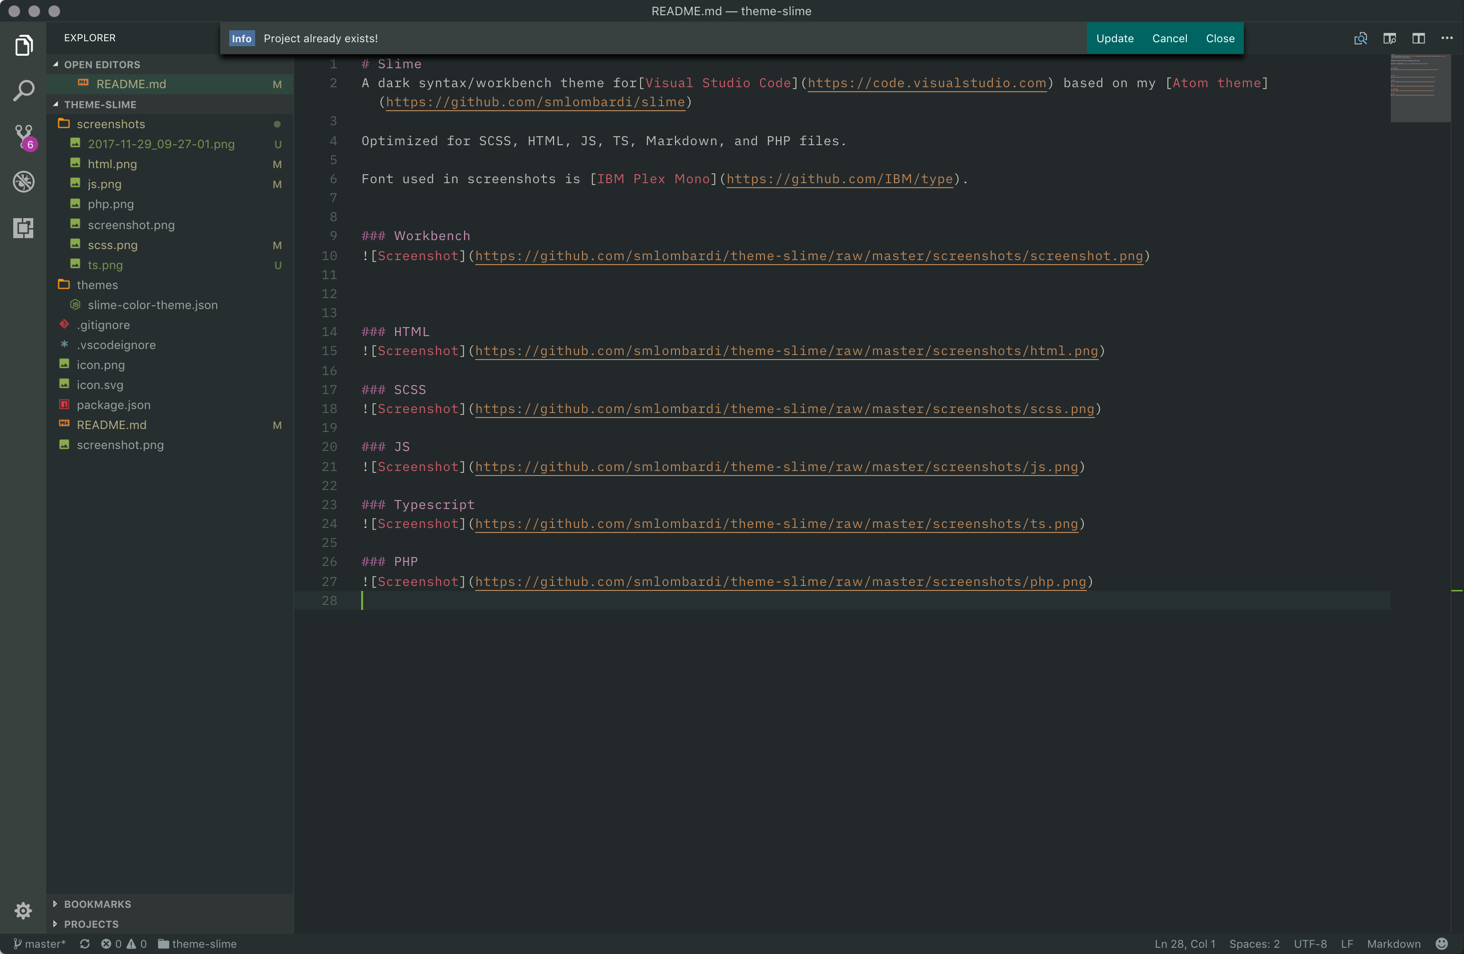 README.md — theme-slime
EXPLORER
Info Project already exists!
Update Cancel Close
OPEN EDITORS
README.md M
THEME-SLIME
screenshots
2017-11-29_09-27-01.png U
html.png M
js.png M
php.png
screenshot.png
scss.png M
ts.png U
themes
slime-color-theme.json
.gitignore
.vscodeignore
icon.png
icon.svg
package.json
README.md M
screenshot.png
6
BOOKMARKS
PROJECTS
1 # Slime
2 A dark syntax/workbench theme for[Visual Studio Code](https://code.visualstudio.com) based on my [Atom theme]
(https://github.com/smlombardi/slime)
3
4 Optimized for SCSS, HTML, JS, TS, Markdown, and PHP files.
5
6 Font used in screenshots is [IBM Plex Mono](https://github.com/IBM/type).
7
8
9 ### Workbench
10 ![Screenshot](https://github.com/smlombardi/theme-slime/raw/master/screenshots/screenshot.png)
11
12
13
14 ### HTML
15 ![Screenshot](https://github.com/smlombardi/theme-slime/raw/master/screenshots/html.png)
16
17 ### SCSS
18 ![Screenshot](https://github.com/smlombardi/theme-slime/raw/master/screenshots/scss.png)
19
20 ### JS
21 ![Screenshot](https://github.com/smlombardi/theme-slime/raw/master/screenshots/js.png)
22
23 ### Typescript
24 ![Screenshot](https://github.com/smlombardi/theme-slime/raw/master/screenshots/ts.png)
25
26 ### PHP
27 ![Screenshot](https://github.com/smlombardi/theme-slime/raw/master/screenshots/php.png)
28
master* 0 0 theme-slime
Ln 28, Col 1 Spaces: 2 UTF-8 LF Markdown